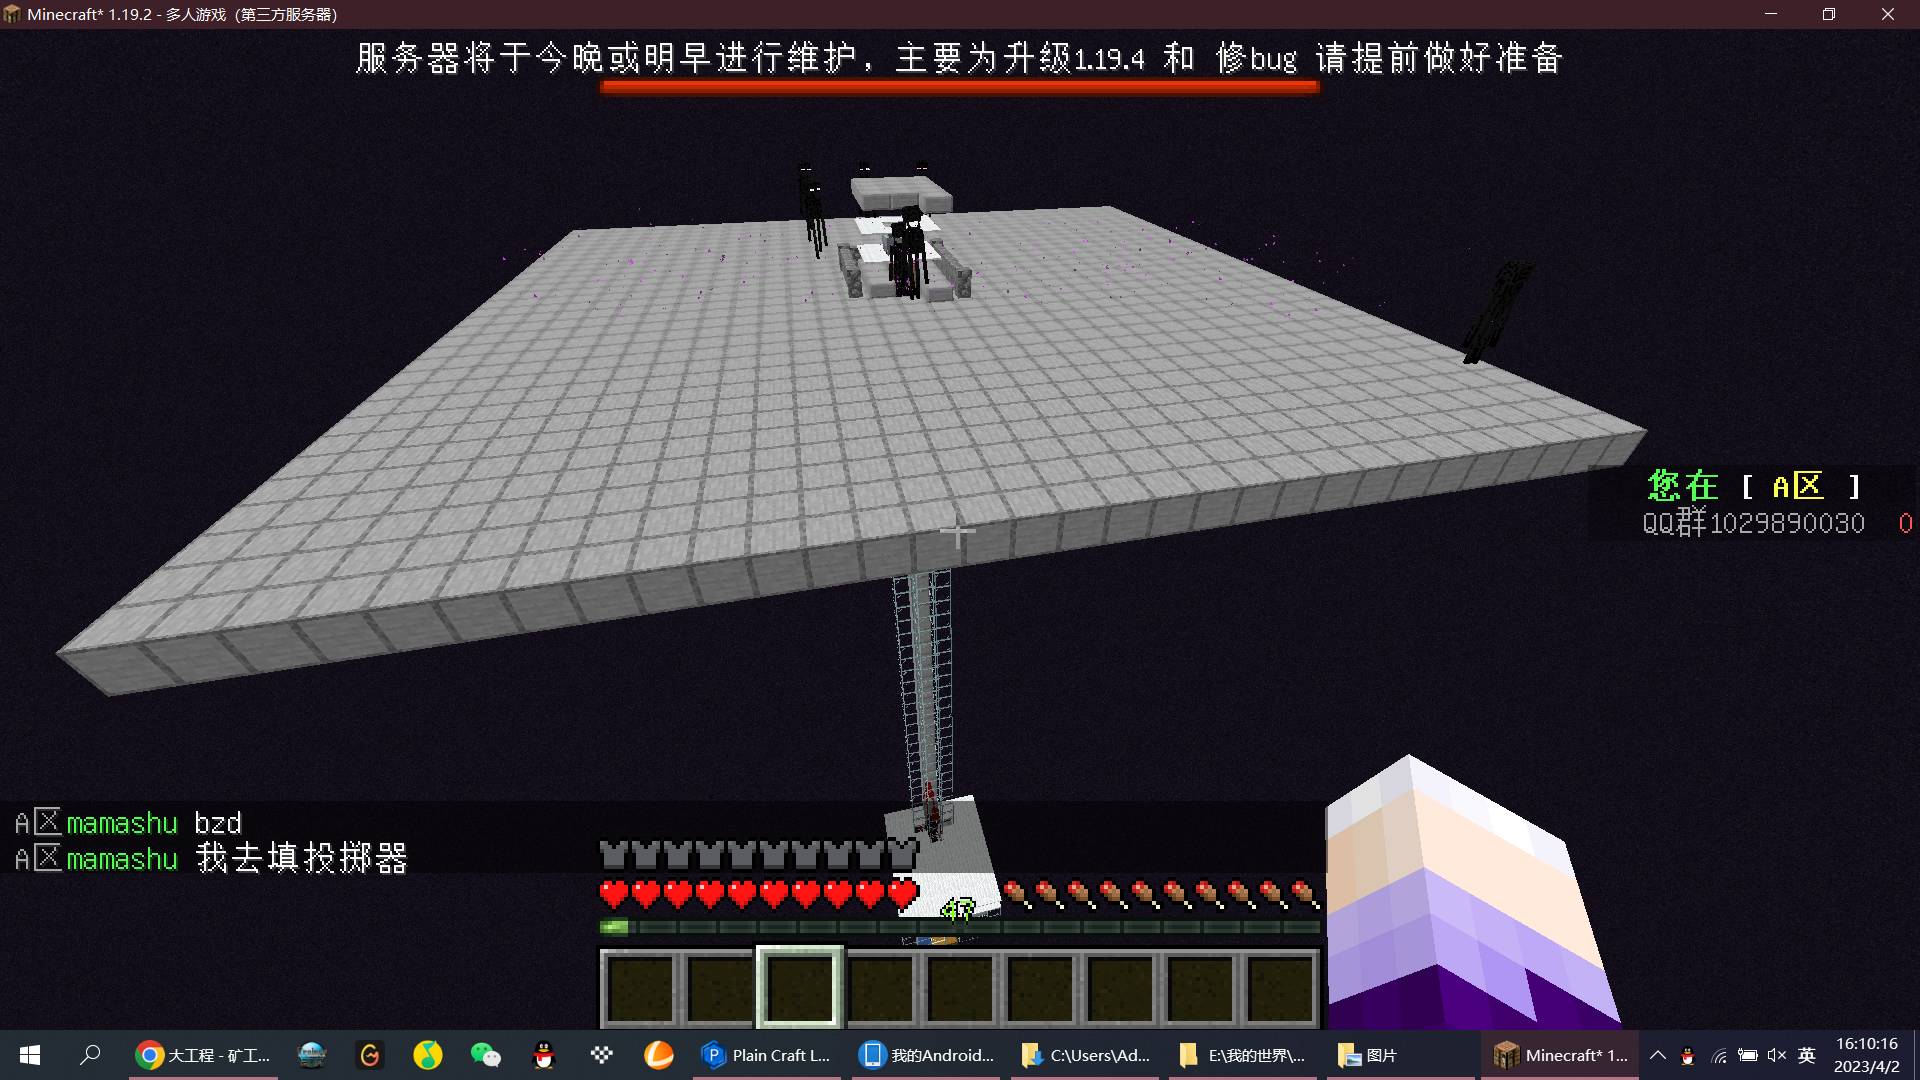 Minecraft* 1.19.2 - 多人游戏（第三方服务器）
服务器将于今晚或明早进行维护，主要为升级1.19.4 和 修bug 请提前做好准备
您在 [ A区 ]
QQ群1029890030 0
A区mamashu bzd
A区mamashu 我去填投掷器
47
大工程 - 矿工...
Plain Craft L...
我的Android...
C:\Users\Ad...
E:\我的世界\...
图片
Minecraft* 1...
英
16:10:16
2023/4/2